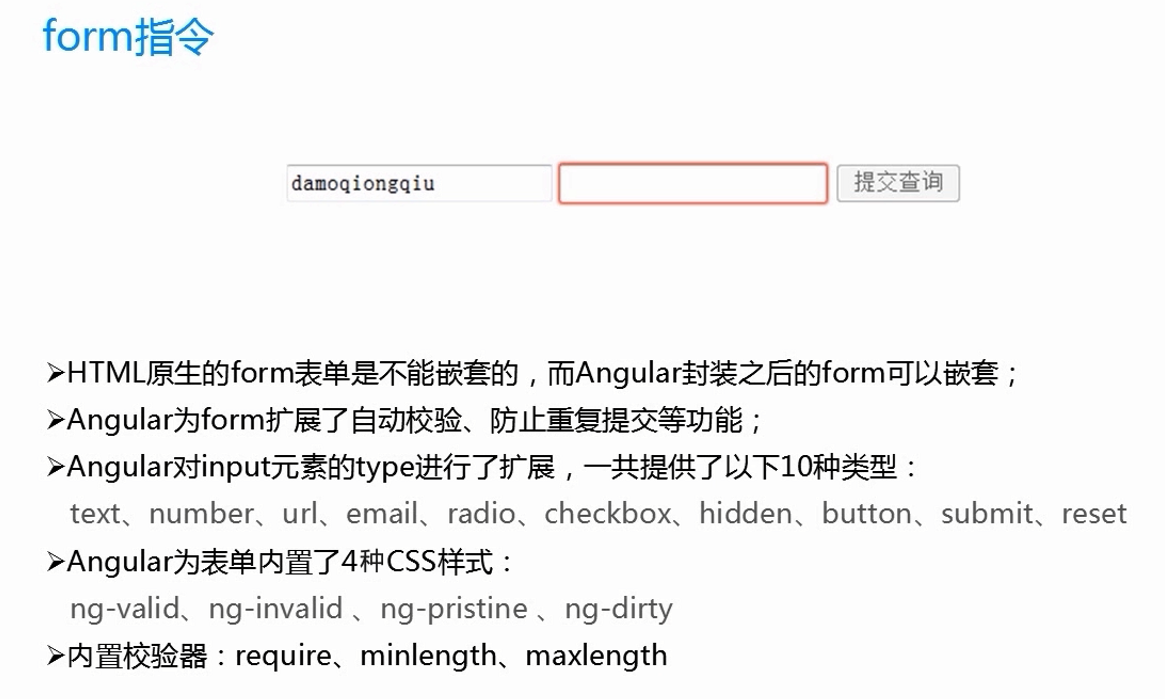 form指令
damoqiongqiu 提交查询
➢HTML原生的form表单是不能嵌套的，而Angular封装之后的form可以嵌套；
➢Angular为form扩展了自动校验、防止重复提交等功能；
➢Angular对input元素的type进行了扩展，一共提供了以下10种类型：
text、number、url、email、radio、checkbox、hidden、button、submit、reset
➢Angular为表单内置了4种CSS样式：
ng-valid、ng-invalid 、ng-pristine 、ng-dirty
➢内置校验器：require、minlength、maxlength